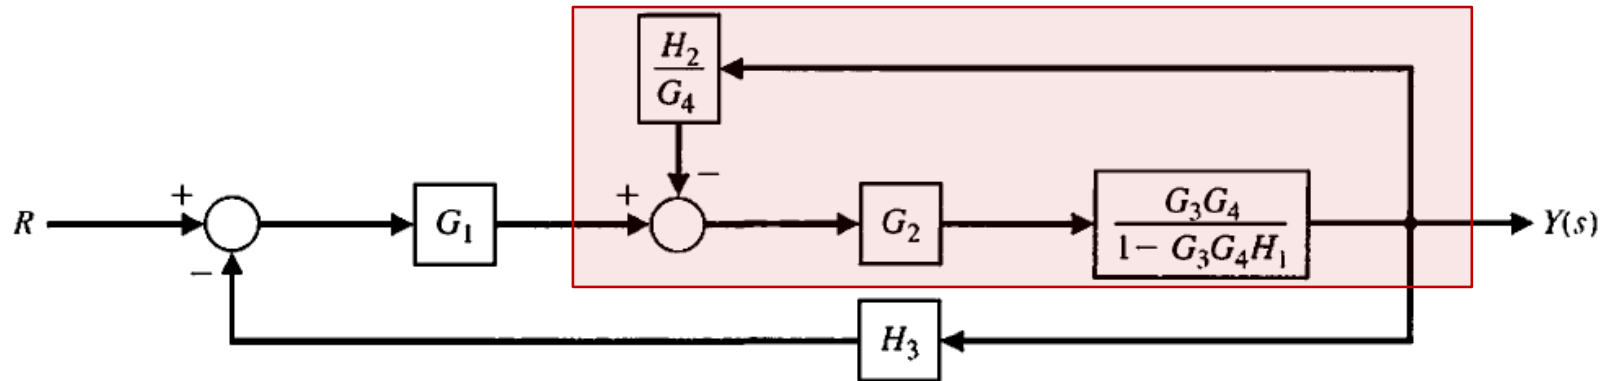 H₂
G₄
R
+
−
G₁
+
−
G₂
G₃G₄
1 − G₃G₄H₁
Y(s)
H₃